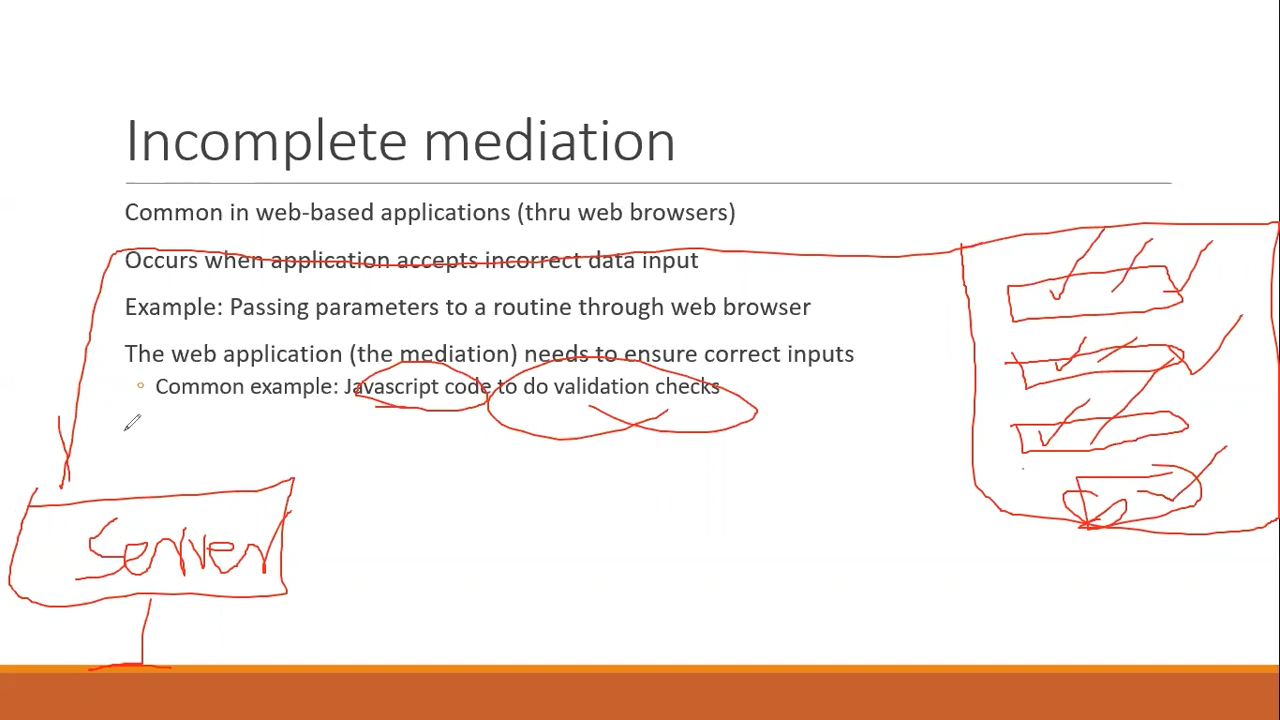 Incomplete mediation
Common in web-based applications (thru web browsers)
Occurs when application accepts incorrect data input
Example: Passing parameters to a routine through web browser
The web application (the mediation) needs to ensure correct inputs
Common example: Javascript code to do validation checks
Server